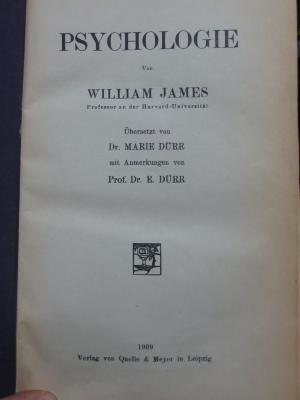 PSYCHOLOGIE
Von
WILLIAM JAMES
Professor an der Harvard-Universität
Übersetzt von
Dr. MARIE DÜRR
mit Anmerkungen von
Prof. Dr. E. DÜRR
1909
Verlag von Quelle & Meyer in Leipzig